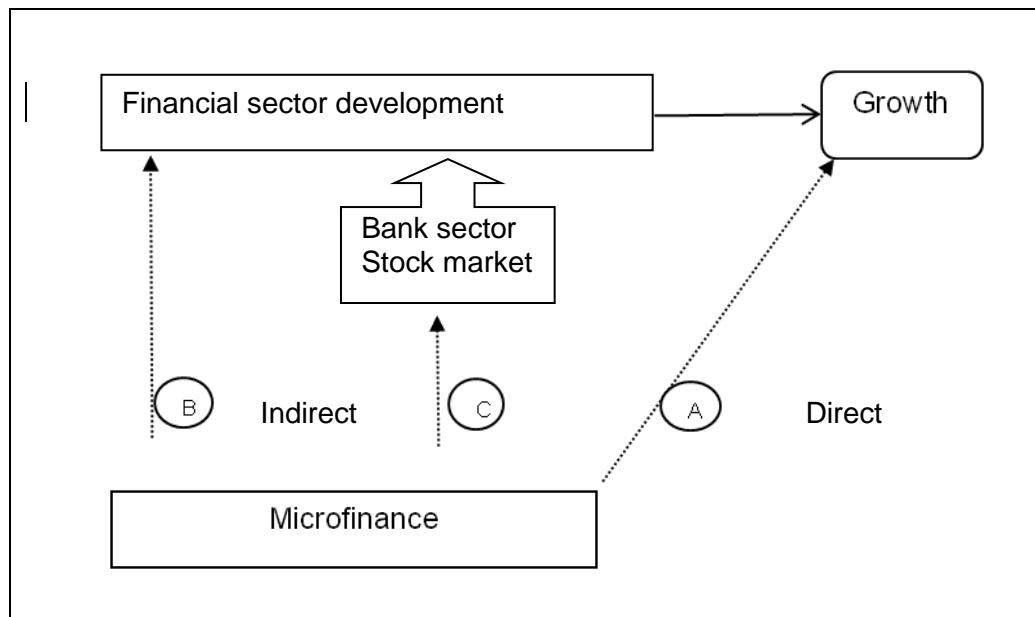 Financial sector development
Growth
Bank sector
Stock market
B
Indirect
C
A
Direct
Microfinance